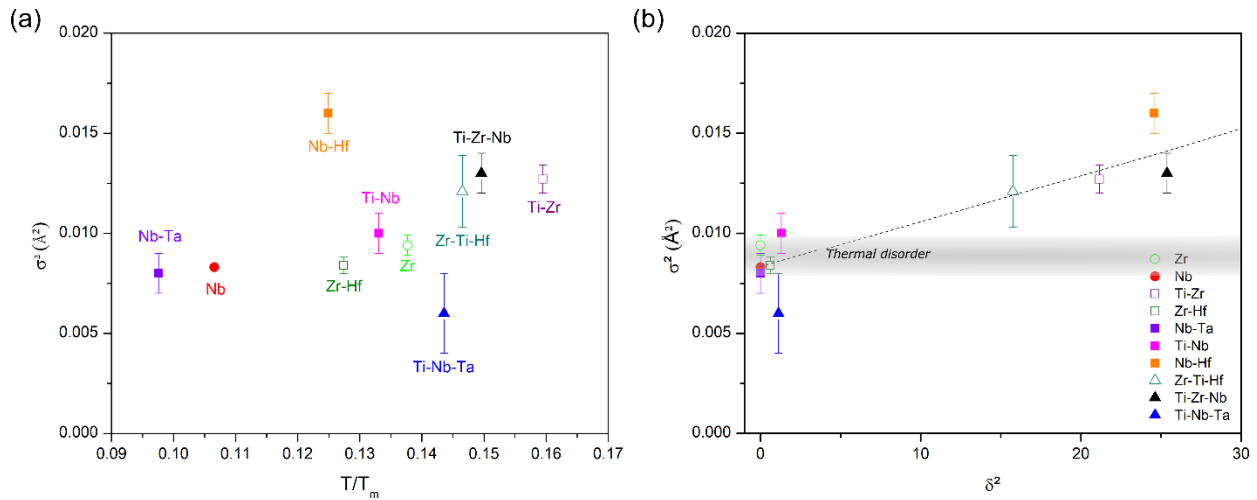 (a)
0.020
0.015
0.010
0.005
0.000
σ² (Å²)
0.09 0.10 0.11 0.12 0.13 0.14 0.15 0.16 0.17
T/Tm
Nb-Hf
Ti-Zr-Nb
Ti-Nb
Ti-Zr
Nb-Ta
Zr-Ti-Hf
Nb
Zr-Hf
Zr
Ti-Nb-Ta
(b)
0.020
0.015
0.010
0.005
0.000
σ² (Å²)
0 10 20 30
δ²
Thermal disorder
Zr
Nb
Ti-Zr
Zr-Hf
Nb-Ta
Ti-Nb
Nb-Hf
Zr-Ti-Hf
Ti-Zr-Nb
Ti-Nb-Ta